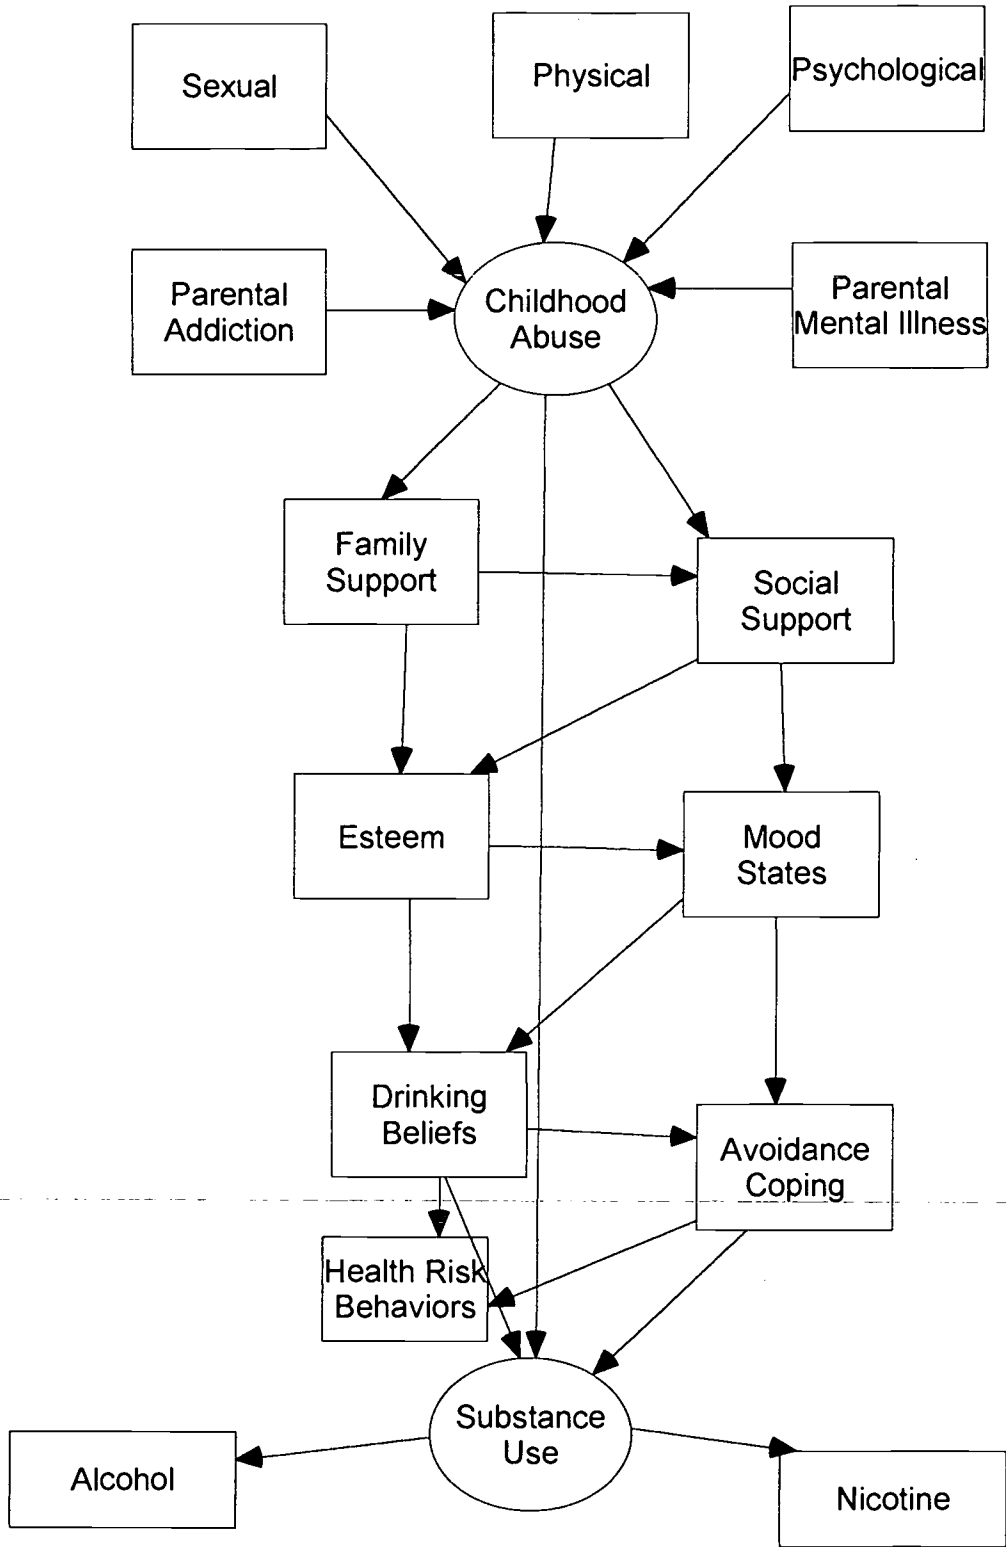 Sexual
Physical
Psychological
Parental
Addiction
Childhood
Abuse
Parental
Mental Illness
Family
Support
Social
Support
Esteem
Mood
States
Drinking
Beliefs
Avoidance
Coping
Health Risk
Behaviors
Substance
Use
Alcohol
Nicotine